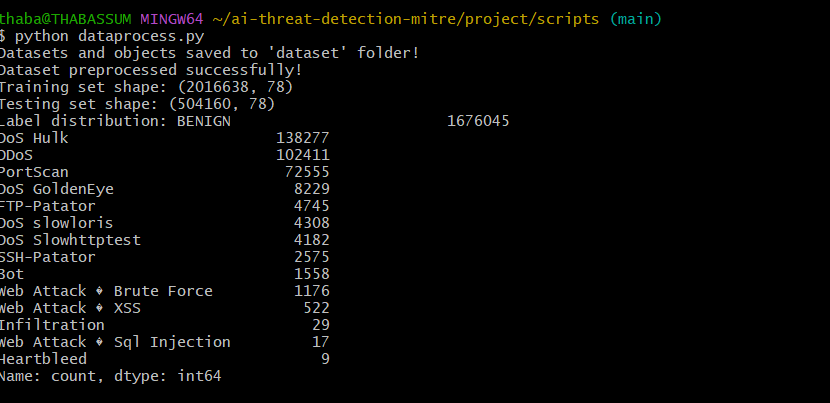 thaba@THABASSUM MINGW64 ~/ai-threat-detection-mitre/project/scripts (main)
$ python dataprocess.py
Datasets and objects saved to 'dataset' folder!
Dataset preprocessed successfully!
Training set shape: (2016638, 78)
Testing set shape: (504160, 78)
Label distribution: BENIGN 1676045
DoS Hulk 138277
DDoS 102411
PortScan 72555
DoS GoldenEye 8229
FTP-Patator 4745
DoS slowloris 4308
DoS Slowhttptest 4182
SSH-Patator 2575
Bot 1558
Web Attack � Brute Force 1176
Web Attack � XSS 522
Infiltration 29
Web Attack � Sql Injection 17
Heartbleed 9
Name: count, dtype: int64